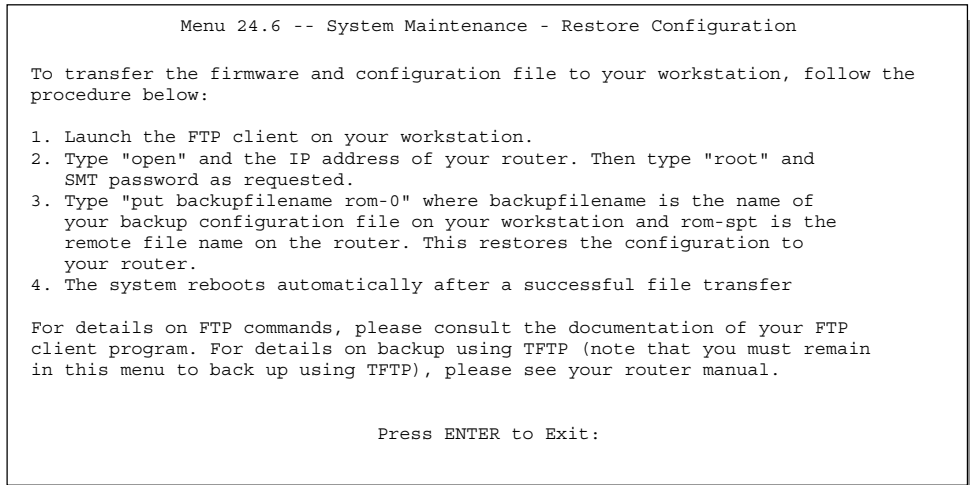 Menu 24.6 -- System Maintenance - Restore Configuration
To transfer the firmware and configuration file to your workstation, follow the
procedure below:
1. Launch the FTP client on your workstation.
2. Type "open" and the IP address of your router. Then type "root" and
SMT password as requested.
3. Type "put backupfilename rom-0" where backupfilename is the name of
your backup configuration file on your workstation and rom-spt is the
remote file name on the router. This restores the configuration to
your router.
4. The system reboots automatically after a successful file transfer
For details on FTP commands, please consult the documentation of your FTP
client program. For details on backup using TFTP (note that you must remain
in this menu to back up using TFTP), please see your router manual.
Press ENTER to Exit: